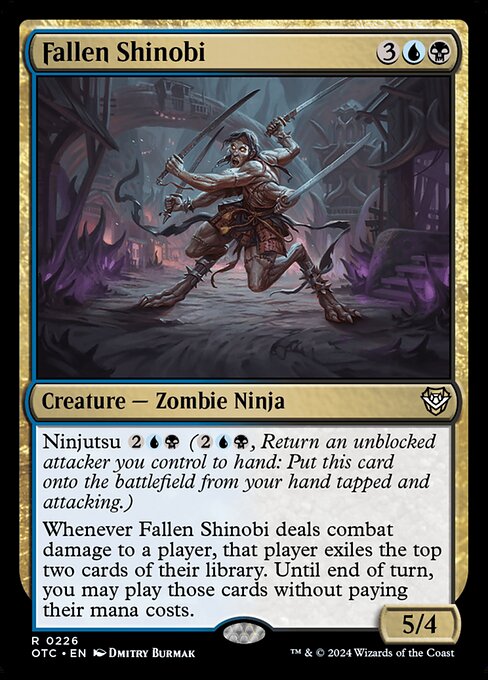 Fallen Shinobi 3
Creature — Zombie Ninja
Ninjutsu 2 (2, Return an unblocked
attacker you control to hand: Put this card
onto the battlefield from your hand tapped and
attacking.)
Whenever Fallen Shinobi deals combat
damage to a player, that player exiles the top
two cards of their library. Until end of turn,
you may play those cards without paying
their mana costs.
5/4
R 0226
OTC • EN Dmitry Burmak
™ & © 2024 Wizards of the Coast